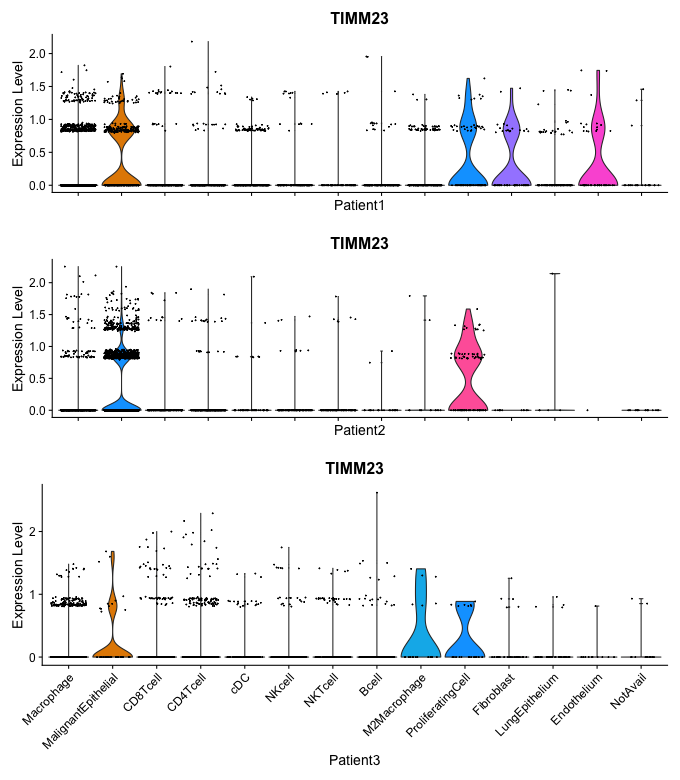 TIMM23
Expression Level
2.0
1.5
1.0
0.5
0.0
Patient1
TIMM23
Expression Level
2.0
1.5
1.0
0.5
0.0
Patient2
TIMM23
Expression Level
2
1
0
Macrophage
MalignantEpithelial
CD8Tcell
CD4Tcell
cDC
NKcell
NKTcell
Bcell
M2Macrophage
ProliferatingCell
Fibroblast
LungEpithelium
Endothelium
NotAvail
Patient3